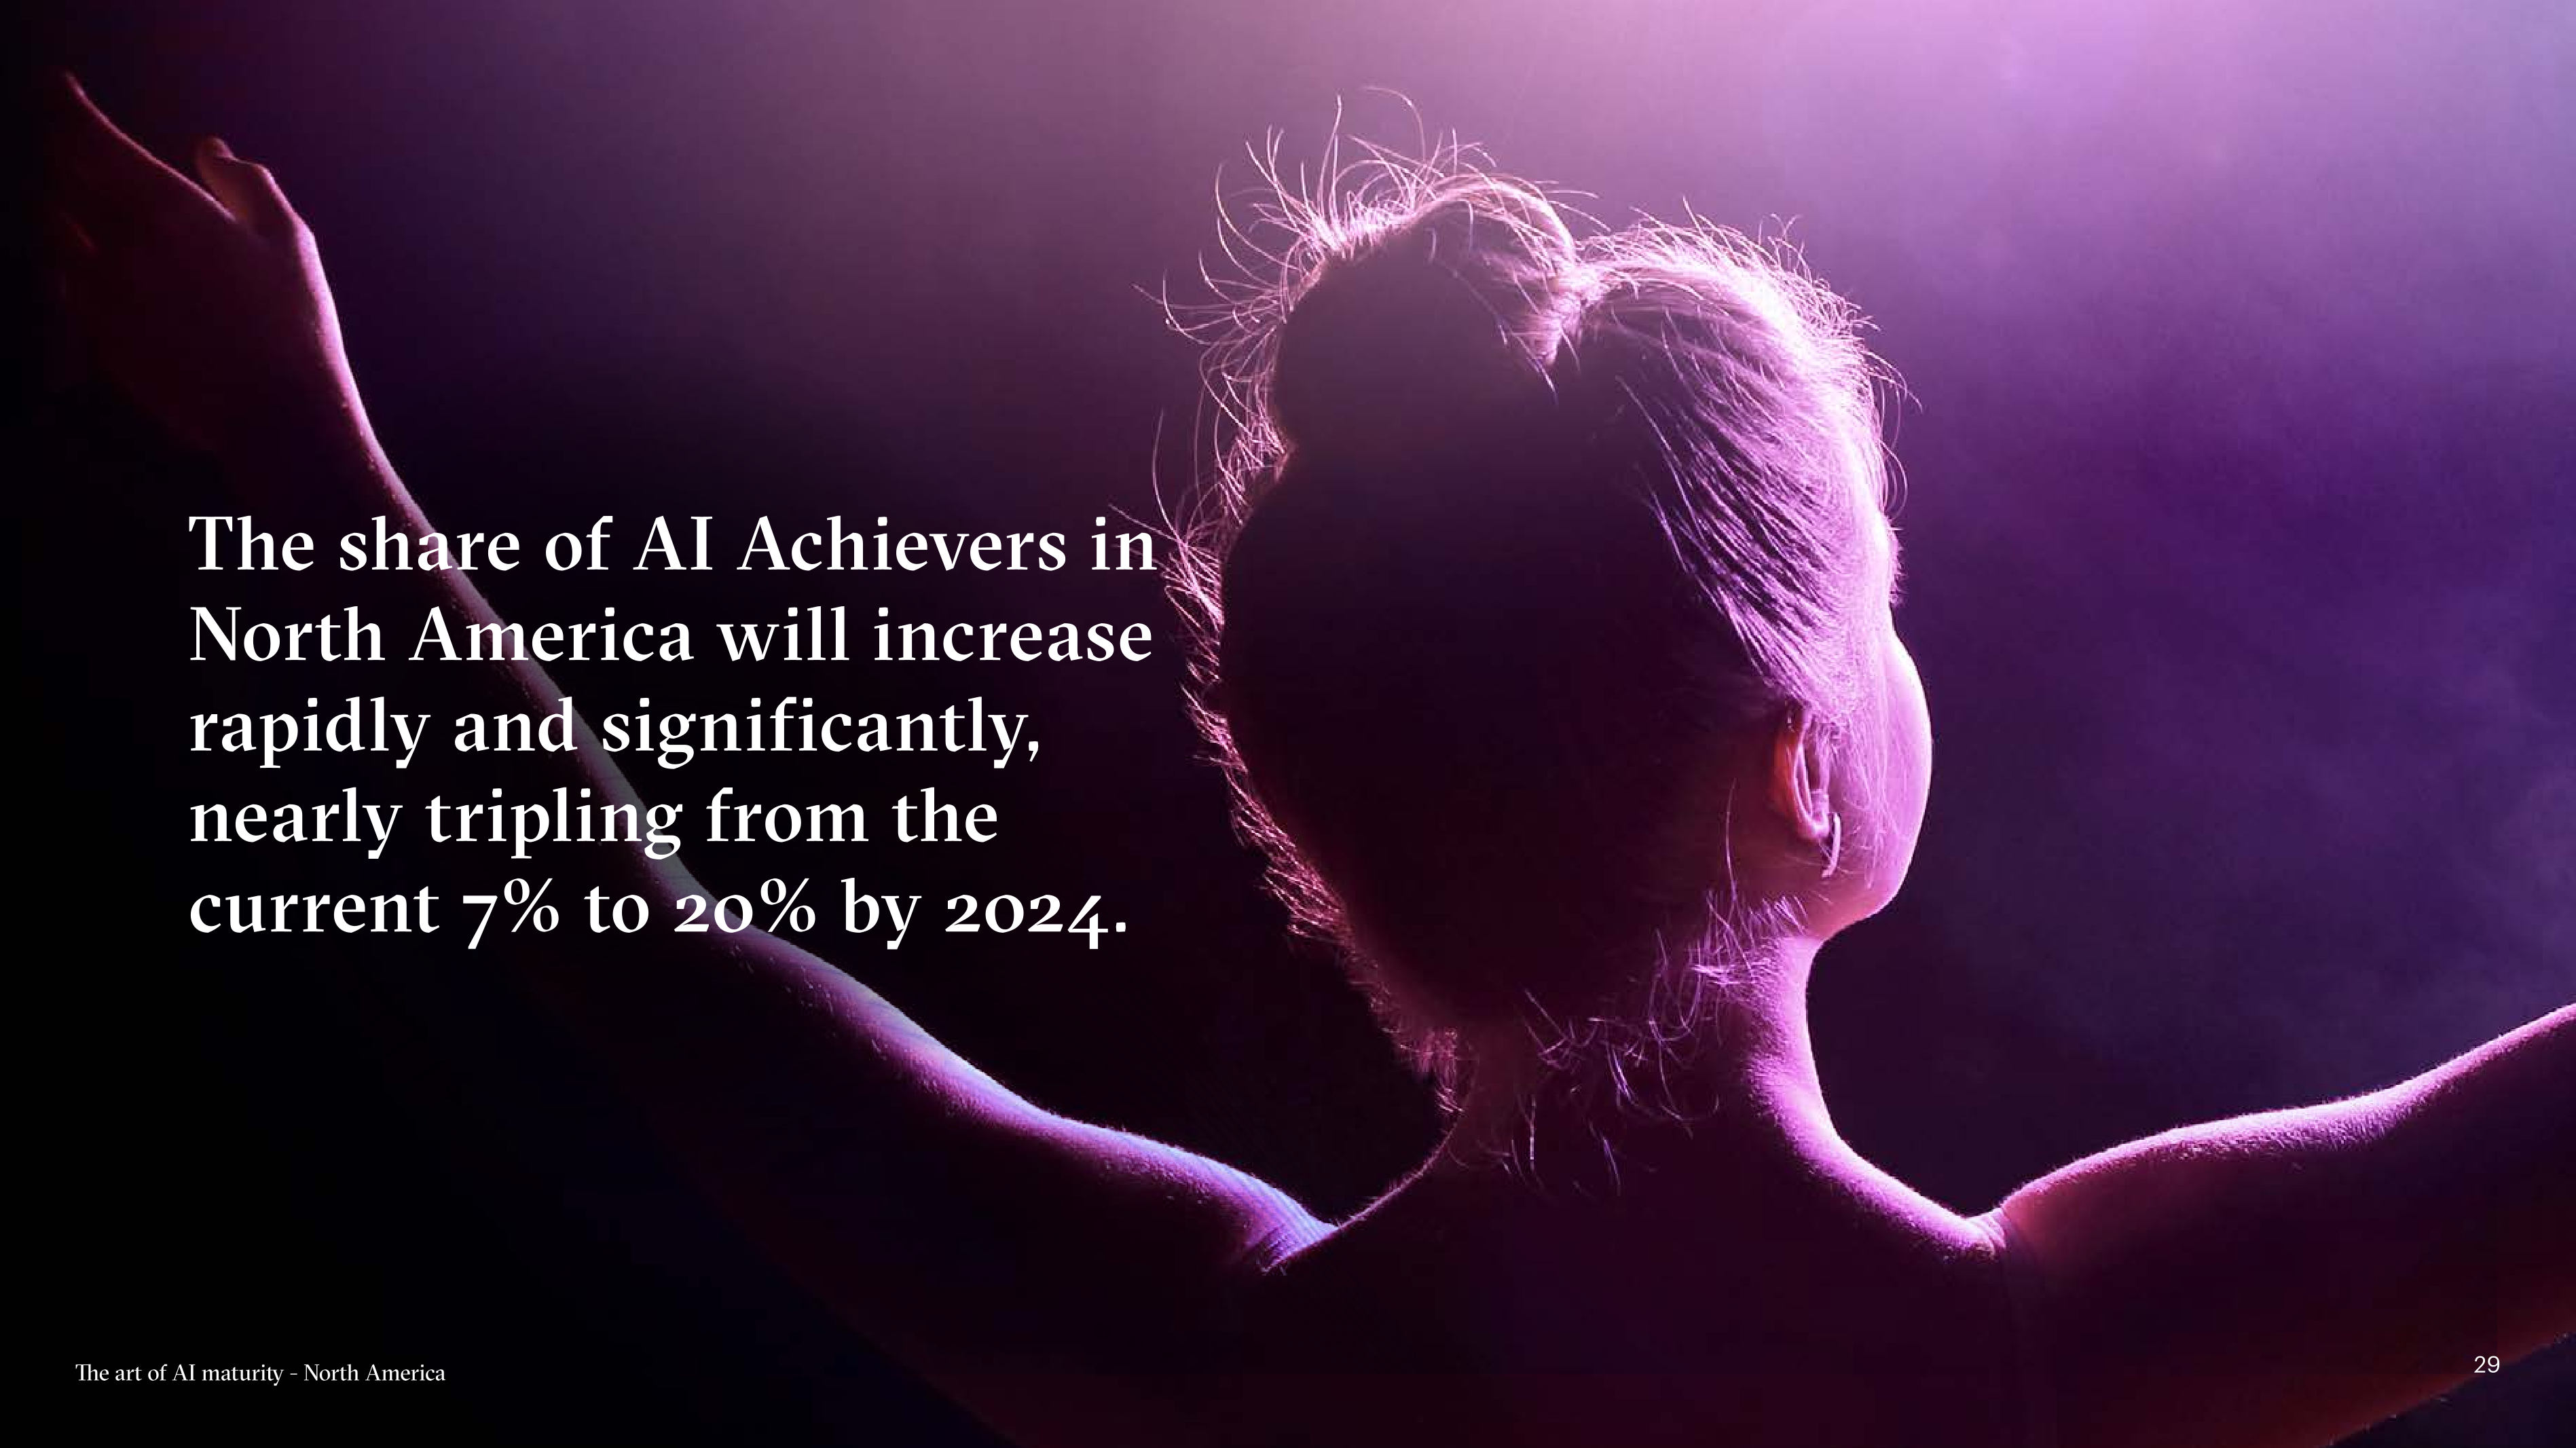 The share of AI Achievers in
North America will increase
rapidly and significantly,
nearly tripling from the
current 7% to 20% by 2024.
The art of AI maturity - North America
29